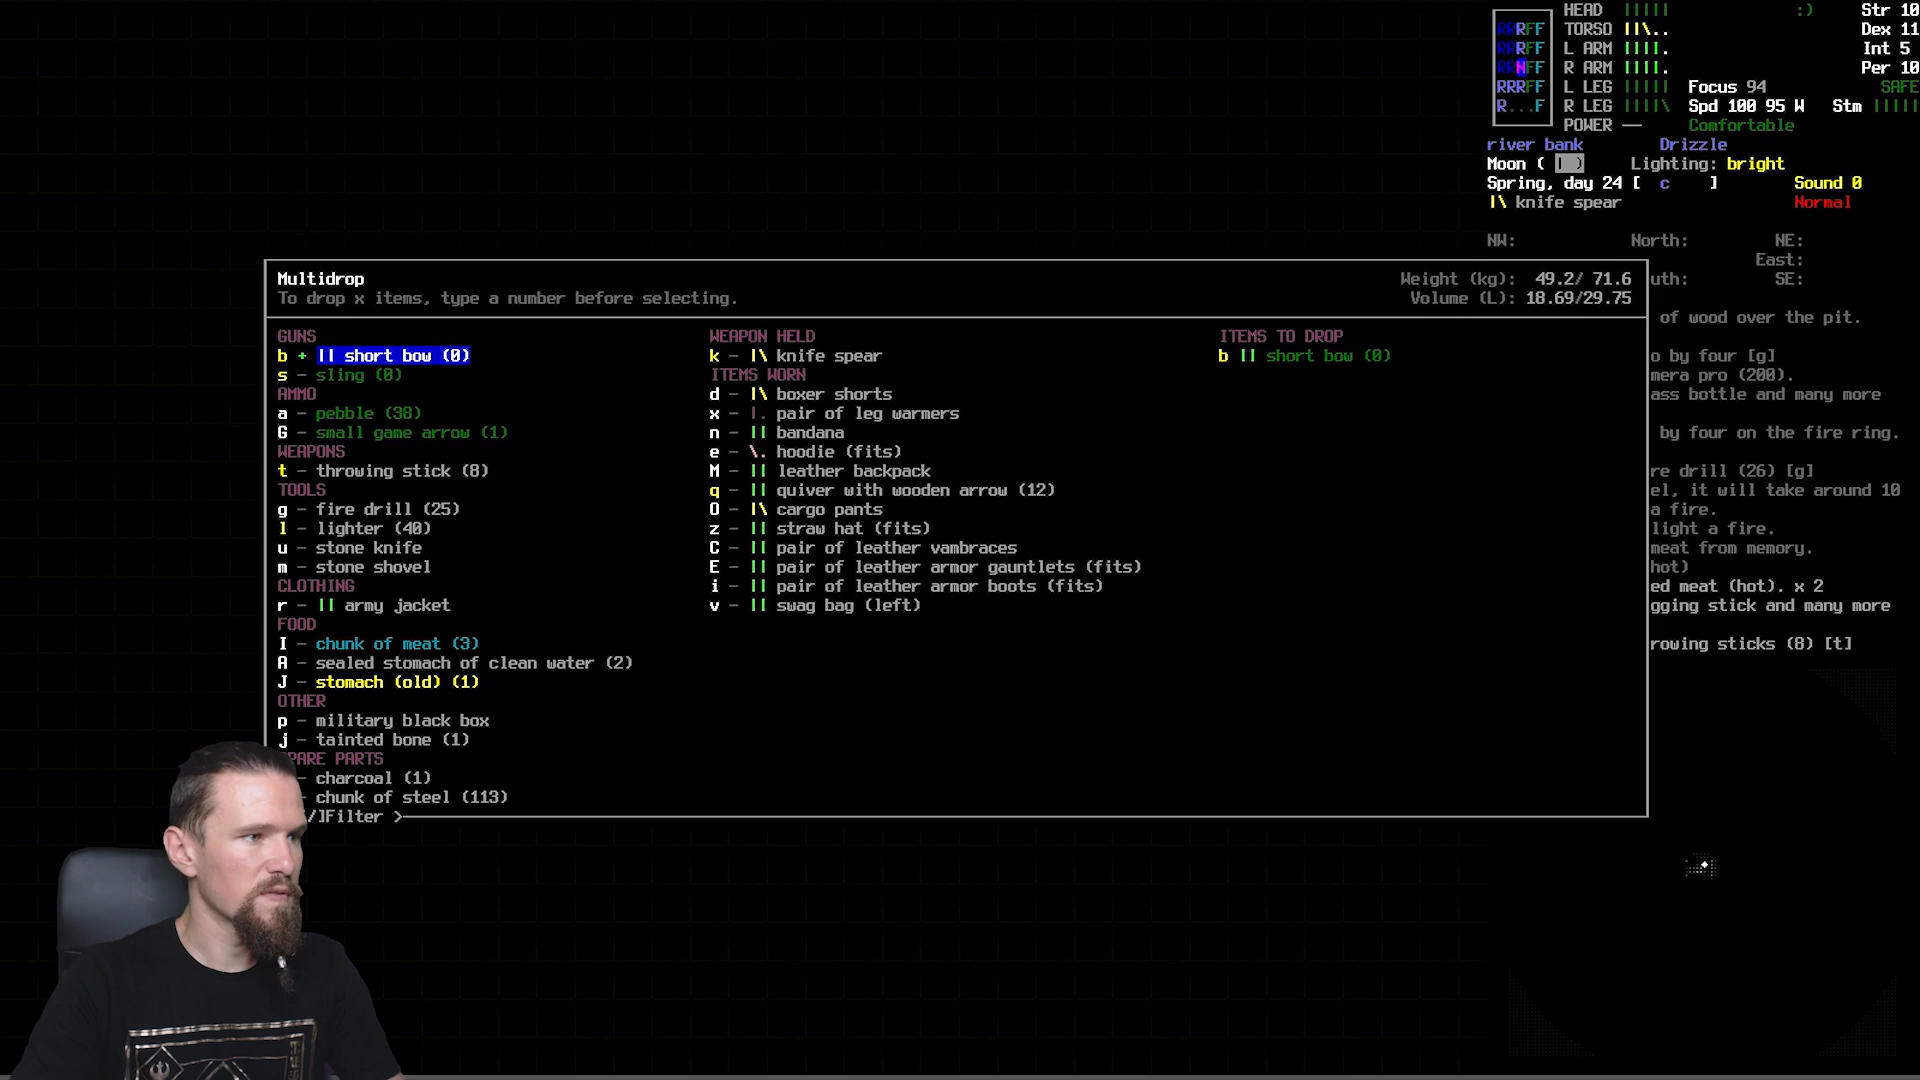 HEAD ||||| :) Str 10
RRRFF TORSO ||\.. Dex 11
RRRFF L ARM ||||. Int 5
RRNFF R ARM ||||. Per 10
RRRFF L LEG ||||| Focus 94 SAFE
R...F R LEG ||||\ Spd 100 95 W Stm |||||
POWER —
Comfortable
river bank Drizzle
Moon ( | ) Lighting: bright
Spring, day 24 [ c ] Sound 0
|\ knife spear Normal
NW: North: NE:
East:
uth: SE:
Multidrop Weight (kg): 49.2/ 71.6
To drop x items, type a number before selecting. Volume (L): 18.69/29.75
GUNS
b + || short bow (0)
s - sling (0)
AMMO
a - pebble (38)
G - small game arrow (1)
WEAPONS
t - throwing stick (8)
TOOLS
g - fire drill (25)
l - lighter (40)
u - stone knife
m - stone shovel
CLOTHING
r - || army jacket
FOOD
I - chunk of meat (3)
A - sealed stomach of clean water (2)
J - stomach (old) (1)
OTHER
p - military black box
j - tainted bone (1)
PARE PARTS
- charcoal (1)
- chunk of steel (113)
/]Filter >
WEAPON HELD
k - |\ knife spear
ITEMS WORN
d - |\ boxer shorts
x - |. pair of leg warmers
n - || bandana
e - \. hoodie (fits)
M - || leather backpack
q - || quiver with wooden arrow (12)
O - |\ cargo pants
z - || straw hat (fits)
C - || pair of leather vambraces
E - || pair of leather armor gauntlets (fits)
i - || pair of leather armor boots (fits)
v - || swag bag (left)
ITEMS TO DROP
b || short bow (0)
of wood over the pit.
o by four [g]
mera pro (200).
ass bottle and many more
by four on the fire ring.
re drill (26) [g]
el, it will take around 10
a fire.
light a fire.
meat from memory.
hot)
ed meat (hot). x 2
gging stick and many more
rowing sticks (8) [t]